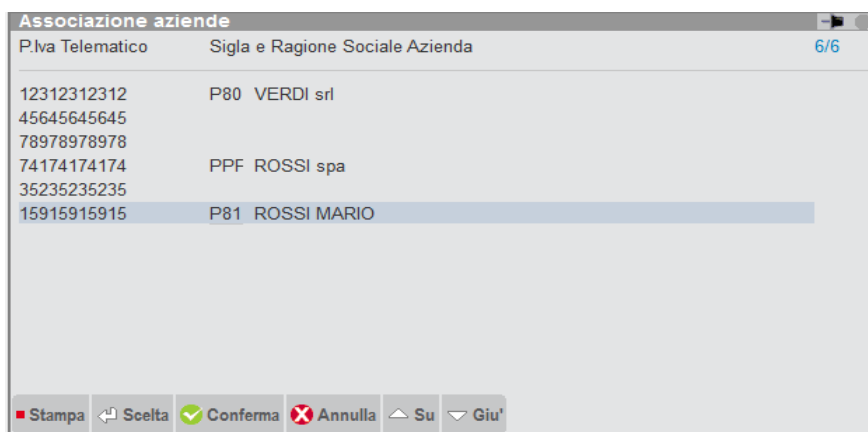 Associazione aziende
P.Iva Telematico Sigla e Ragione Sociale Azienda 6/6
12312312312 P80 VERDI srl
45645645645
78978978978
74174174174 PPF ROSSI spa
35235235235
15915915915 P81 ROSSI MARIO
Stampa Scelta Conferma Annulla Su Giu'